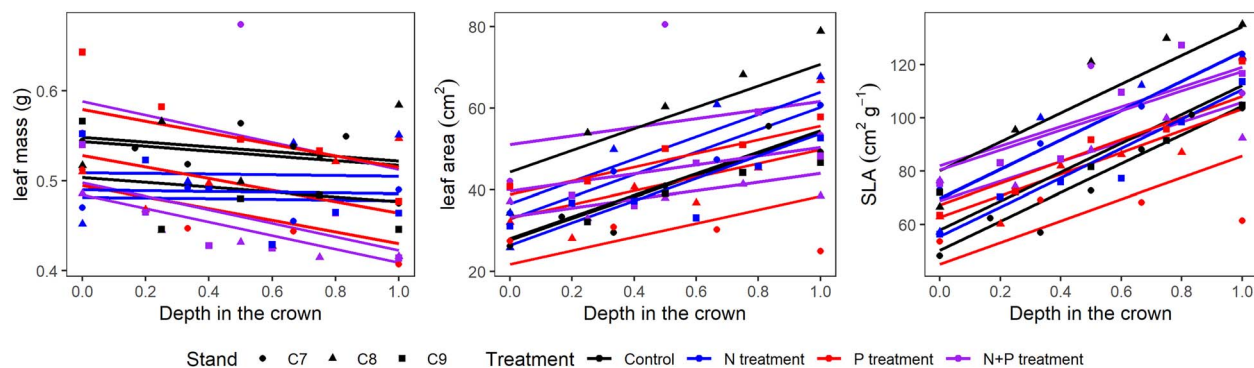 leaf mass (g)
0.6
0.5
0.4
0.0 0.2 0.4 0.6 0.8 1.0
Depth in the crown
leaf area (cm²)
80
60
40
20
0.0 0.2 0.4 0.6 0.8 1.0
Depth in the crown
SLA (cm² g⁻¹)
120
100
80
60
0.0 0.2 0.4 0.6 0.8 1.0
Depth in the crown
Stand C7 C8 C9 Treatment Control N treatment P treatment N+P treatment